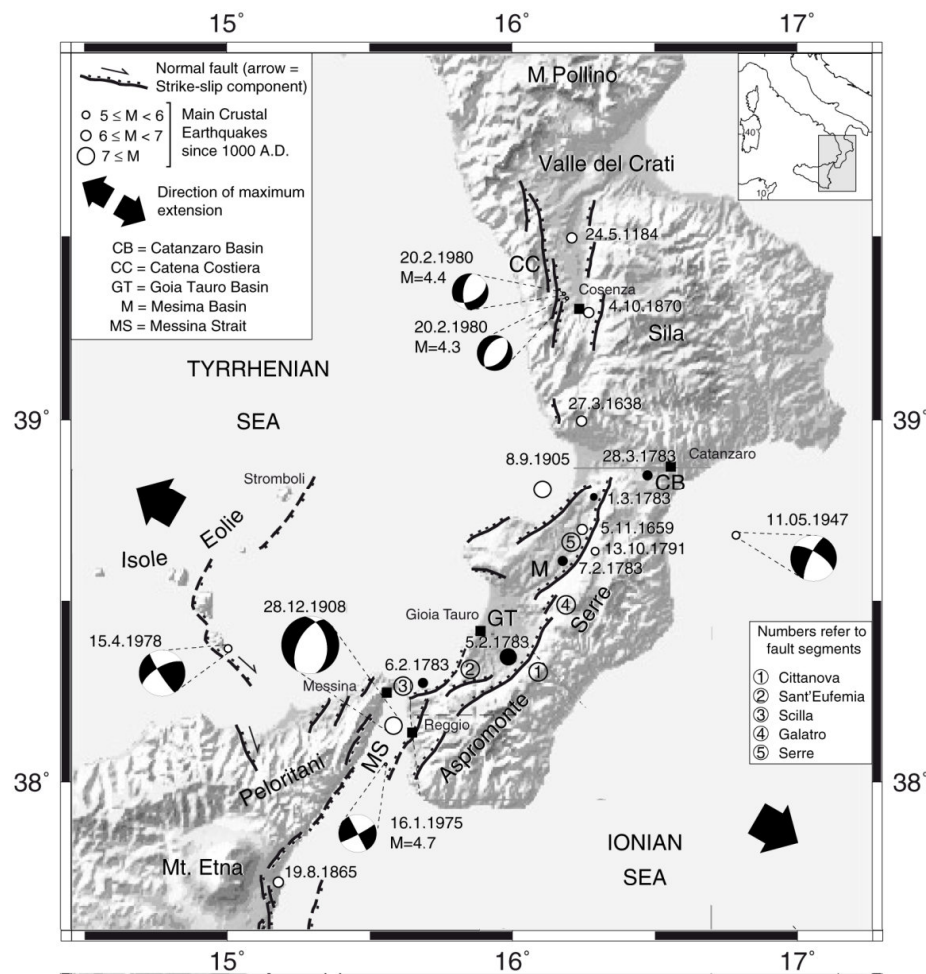 15° 16° 17°
Normal fault (arrow =
Strike-slip component)
5 ≤ M < 6
6 ≤ M < 7
7 ≤ M
Main Crustal
Earthquakes
since 1000 A.D.
Direction of maximum
extension
CB = Catanzaro Basin
CC = Catena Costiera
GT = Goia Tauro Basin
M = Mesima Basin
MS = Messina Strait
M.Pollino
40
10
Valle del Crati
24.5.1184
20.2.1980
M=4.4
CC
Cosenza
4.10.1870
20.2.1980
M=4.3
Sila
TYRRHENIAN
SEA
39° 39°
27.3.1638
8.9.1905
28.3.1783
Catanzaro
CB
Stromboli
1.3.1783
Eolie
Isole
5.11.1659
5
13.10.1791
11.05.1947
M
7.2.1783
4
Serre
28.12.1908
Gioia Tauro
GT
5.2.1783
15.4.1978
6.2.1783
2
1
3
Messina
Reggio
Numbers refer to
fault segments
1 Cittanova
2 Sant'Eufemia
3 Scilla
4 Galatro
5 Serre
Aspromonte
MS
Peloritani
38° 38°
16.1.1975
M=4.7
IONIAN
SEA
Mt. Etna
19.8.1865
15° 16° 17°